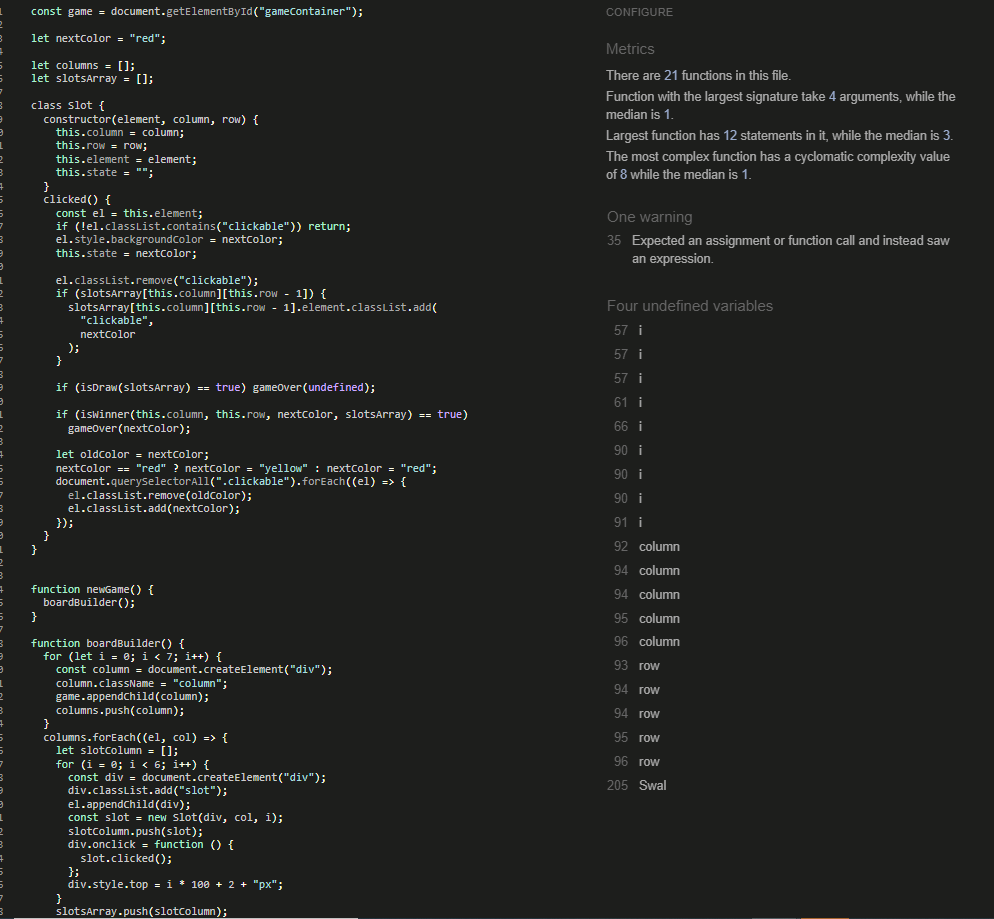 const game = document.getElementById("gameContainer");
let nextColor = "red";
let columns = [];
let slotsArray = [];
class Slot {
constructor(element, column, row) {
this.column = column;
this.row = row;
this.element = element;
this.state = "";
}
clicked() {
const el = this.element;
if (!el.classList.contains("clickable")) return;
el.style.backgroundColor = nextColor;
this.state = nextColor;
el.classList.remove("clickable");
if (slotsArray[this.column][this.row - 1]) {
slotsArray[this.column][this.row - 1].element.classList.add(
"clickable",
nextColor
);
}
if (isDraw(slotsArray) == true) gameOver(undefined);
if (isWinner(this.column, this.row, nextColor, slotsArray) == true)
gameOver(nextColor);
let oldColor = nextColor;
nextColor == "red" ? nextColor = "yellow" : nextColor = "red";
document.querySelectorAll(".clickable").forEach((el) => {
el.classList.remove(oldColor);
el.classList.add(nextColor);
});
}
}
function newGame() {
boardBuilder();
}
function boardBuilder() {
for (let i = 0; i < 7; i++) {
const column = document.createElement("div");
column.className = "column";
game.appendChild(column);
columns.push(column);
}
columns.forEach((el, col) => {
let slotColumn = [];
for (i = 0; i < 6; i++) {
const div = document.createElement("div");
div.classList.add("slot");
el.appendChild(div);
const slot = new Slot(div, col, i);
slotColumn.push(slot);
div.onclick = function () {
slot.clicked();
};
div.style.top = i * 100 + 2 + "px";
}
slotsArray.push(slotColumn);
CONFIGURE
Metrics
There are 21 functions in this file.
Function with the largest signature take 4 arguments, while the
median is 1.
Largest function has 12 statements in it, while the median is 3.
The most complex function has a cyclomatic complexity value
of 8 while the median is 1.
One warning
35 Expected an assignment or function call and instead saw
an expression.
Four undefined variables
57 i
57 i
57 i
61 i
66 i
90 i
90 i
90 i
91 i
92 column
94 column
94 column
95 column
96 column
93 row
94 row
94 row
95 row
96 row
205 Swal